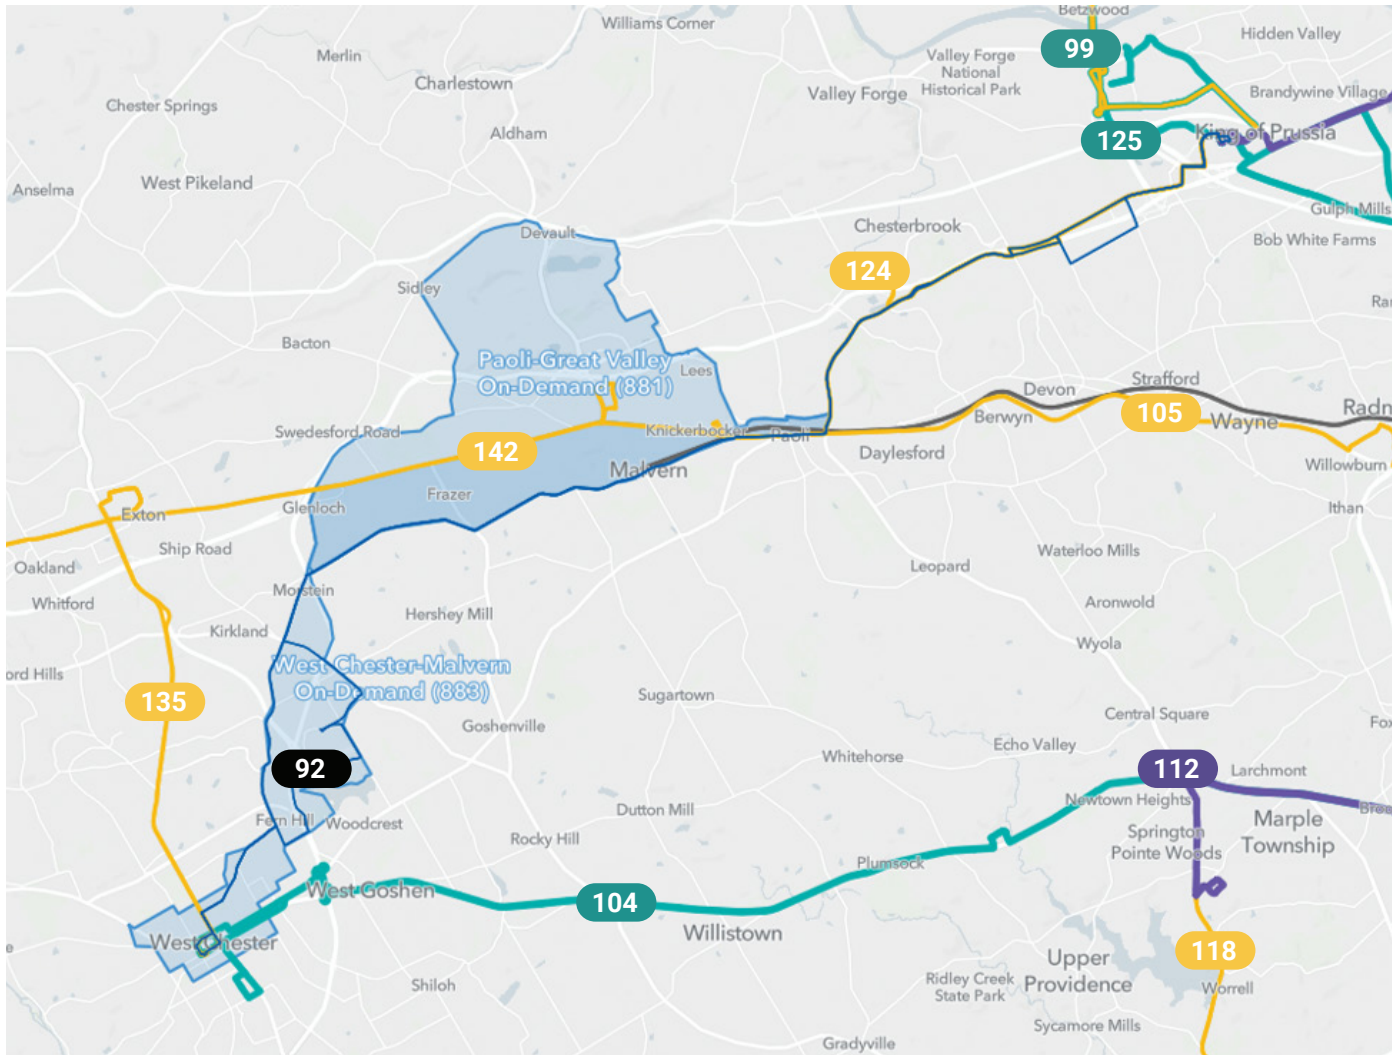 Betzwood
Williams Corner
Hidden Valley
99
Merlin
Valley Forge
National
Historical Park
Charlestown
Valley Forge
Brandywine Village
Chester Springs
Aldham
125
King of Prussia
West Pikeland
Anselma
Gulph Mills
Chesterbrook
Devault
Bob White Farms
124
Sidley
Bacton
Paoli-Great Valley
On-Demand (881)
Lees
Strafford
Devon
105
Berwyn
Wayne
Radn
Swedesford Road
Knickerbocker
Paoli
142
Daylesford
Malvern
Willowburn
Frazer
Glenloch
Ithan
Exton
Ship Road
Waterloo Mills
Oakland
Leopard
Morstein
Whitford
Aronwold
Hershey Mill
Kirkland
Wyola
ord Hills
West Chester-Malvern
On-Demand (883)
Sugartown
135
Central Square
Goshenville
Fox
Echo Valley
Whitehorse
92
112
Larchmont
Newtown Heights
Dutton Mill
Fern Hill
Woodcrest
Marple
Township
Springton
Pointe Woods
Rocky Hill
Plumsock
West Goshen
104
Willistown
West Chester
118
Upper
Providence
Shiloh
Ridley Creek
State Park
Worrell
Sycamore Mills
Gradyville